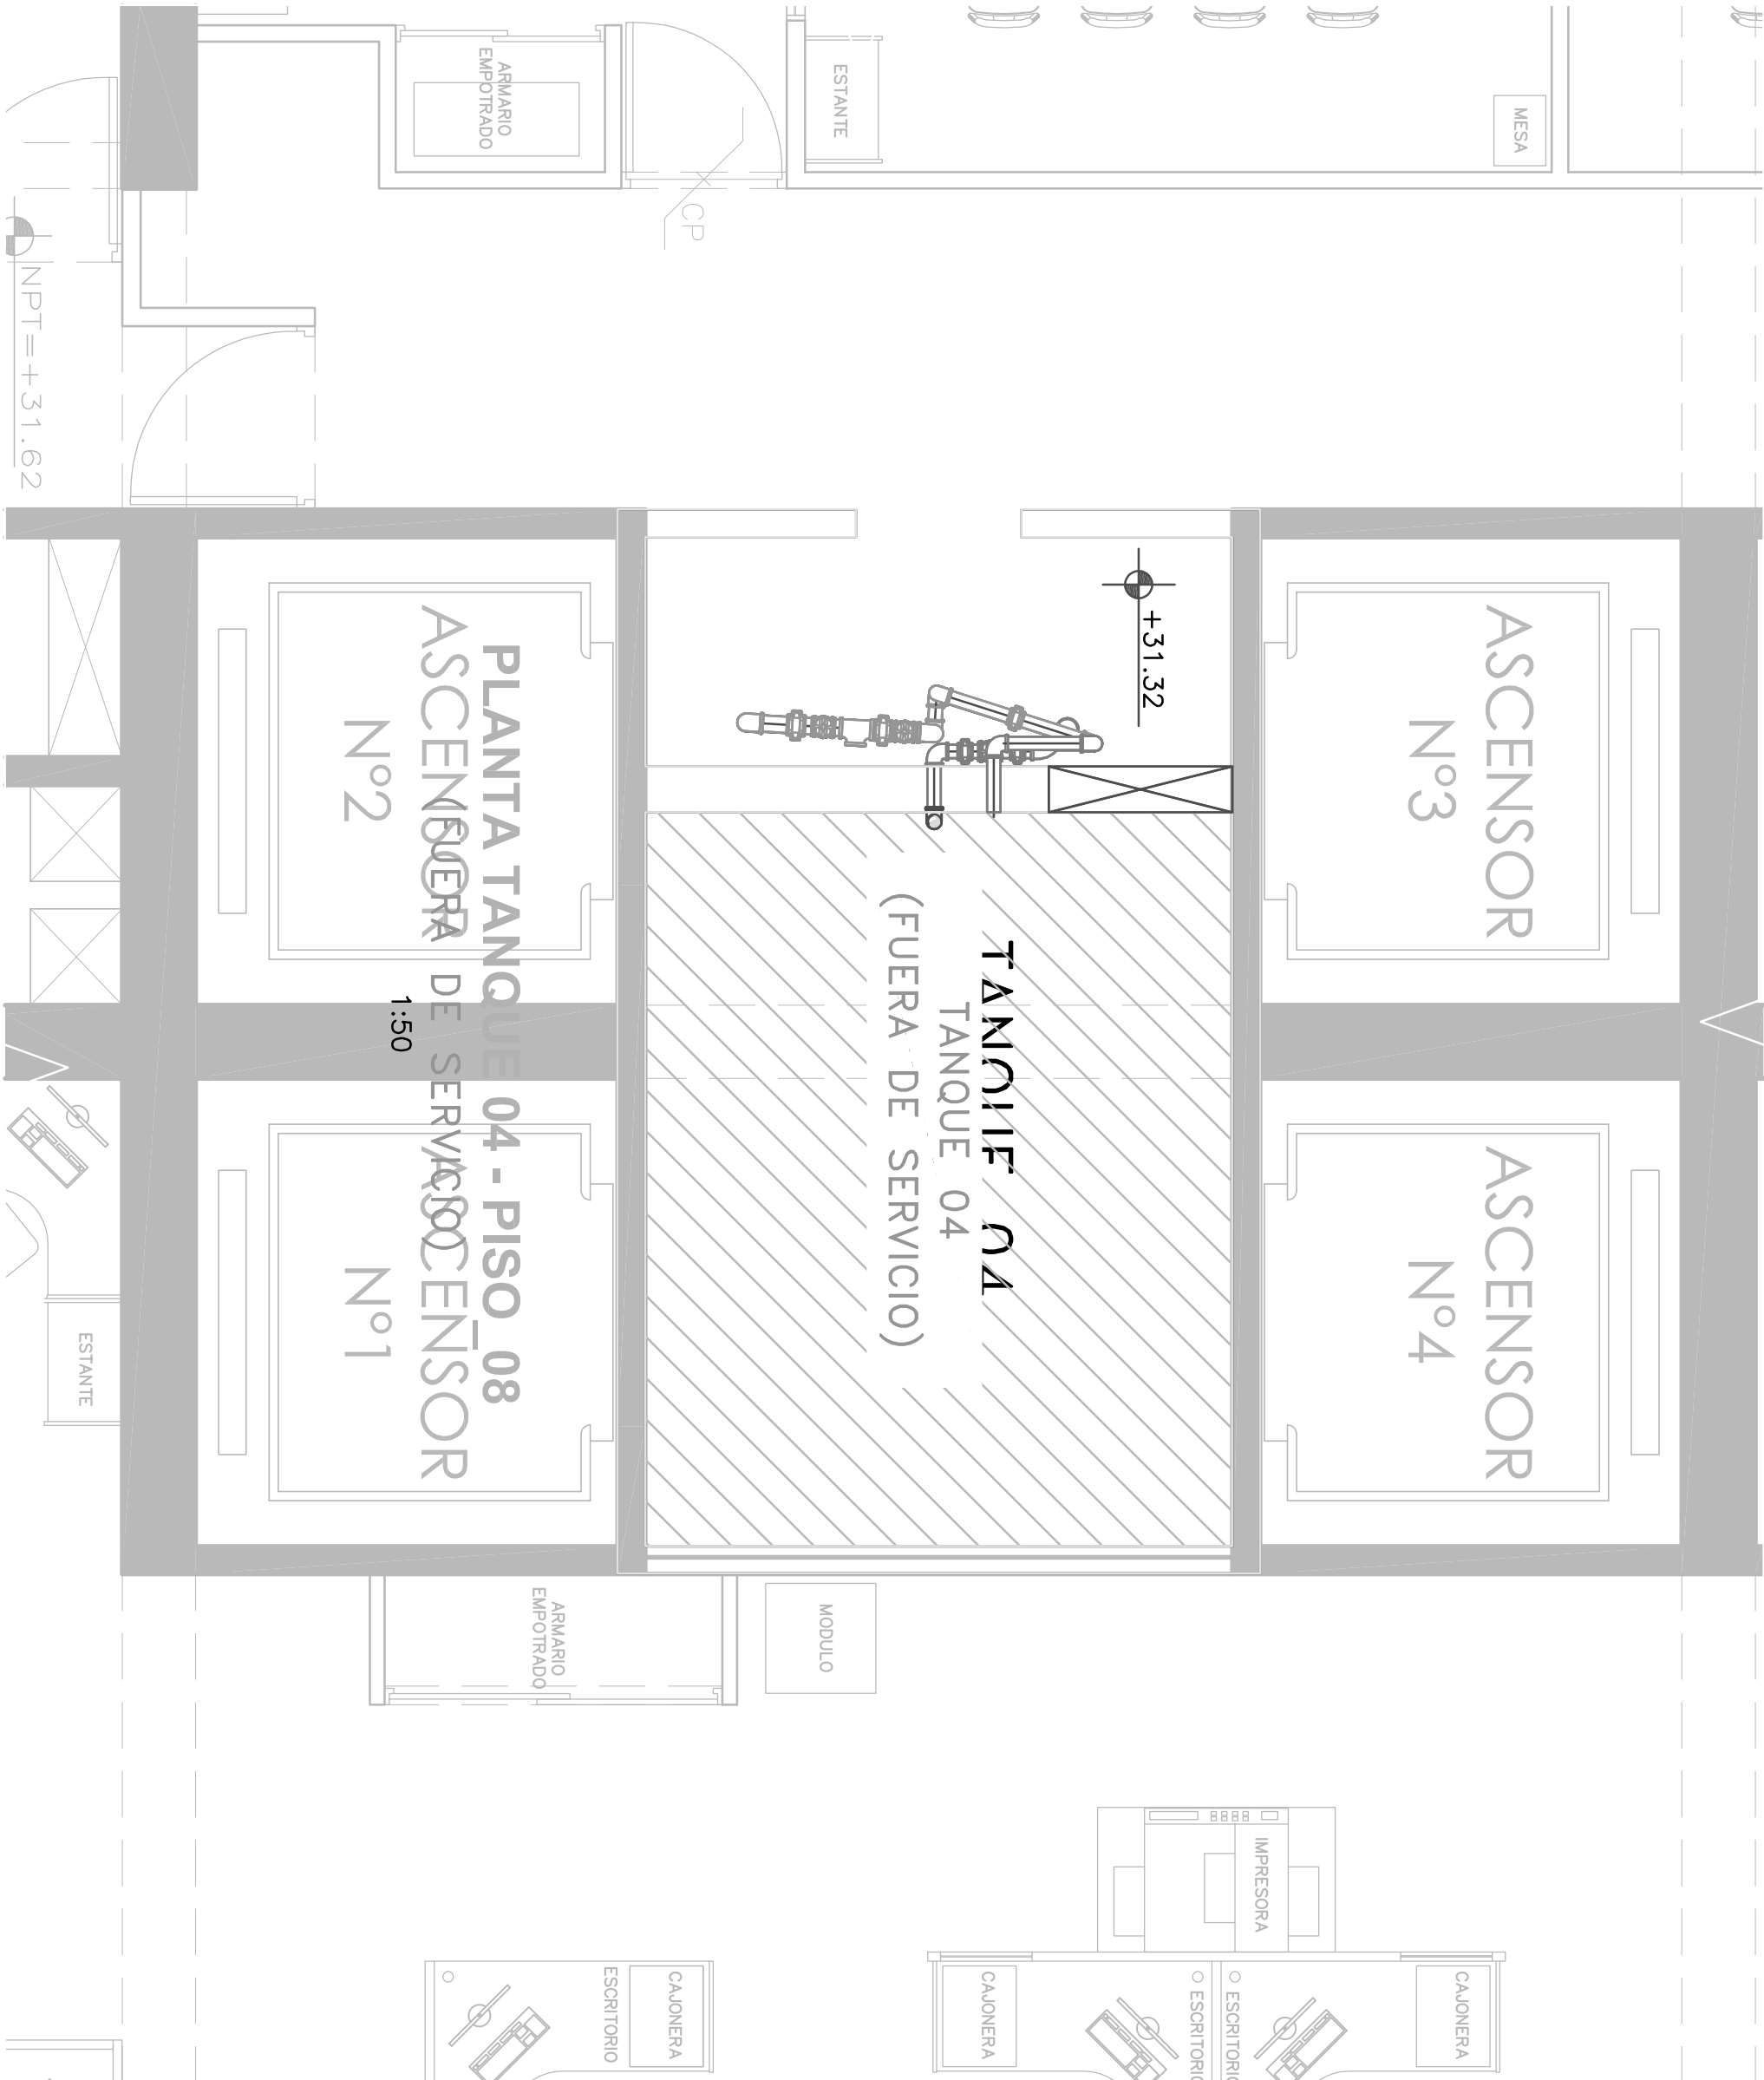 ARMARIO
EMPOTRADO
ESTANTE
MESA
CP
NPT=+31.62
+31.32
ASCENSOR
N°2
ASCENSOR
N°3
PLANTA TANQUE 04 - PISO_08
(FUERA DE SERVICIO)
1:50
TANQUE 04
TANQUE 04
(FUERA DE SERVICIO)
ASCENSOR
N°1
ASCENSOR
N°4
ESTANTE
ARMARIO
EMPOTRADO
MODULO
IMPRESORA
ESCRITORIO
CAJONERA
CAJONERA
ESCRITORIO
ESCRITORIO
CAJONERA